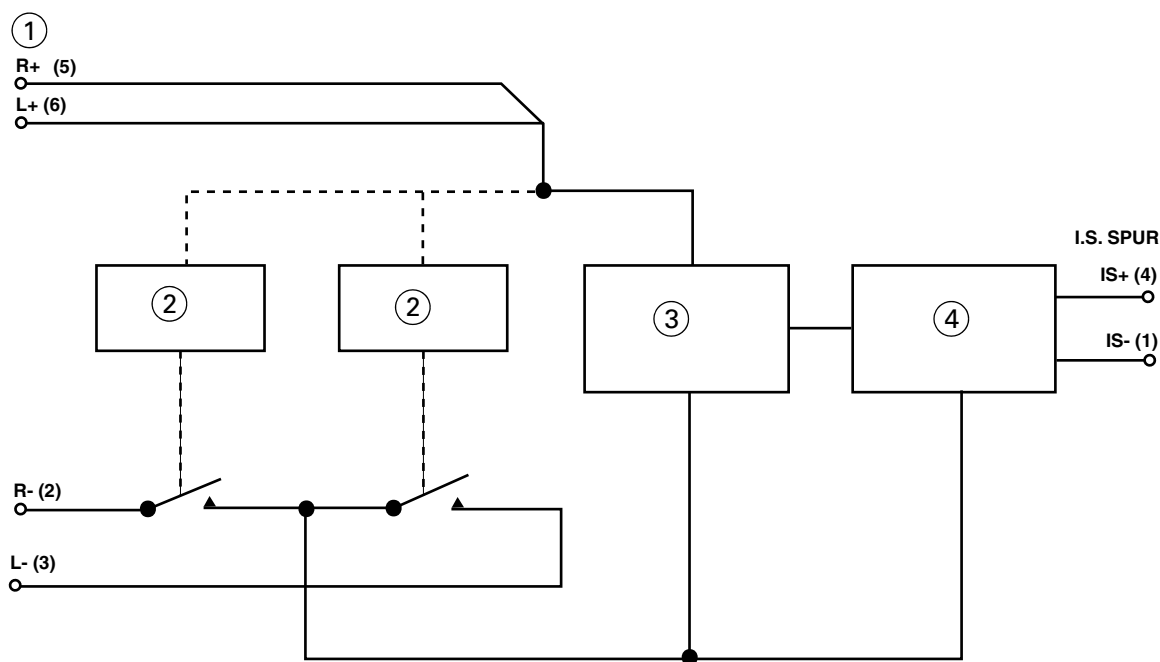 ①
R+ (5)
L+ (6)
I.S. SPUR
IS+ (4)
② ② ③ ④
IS- (1)
R- (2)
L- (3)